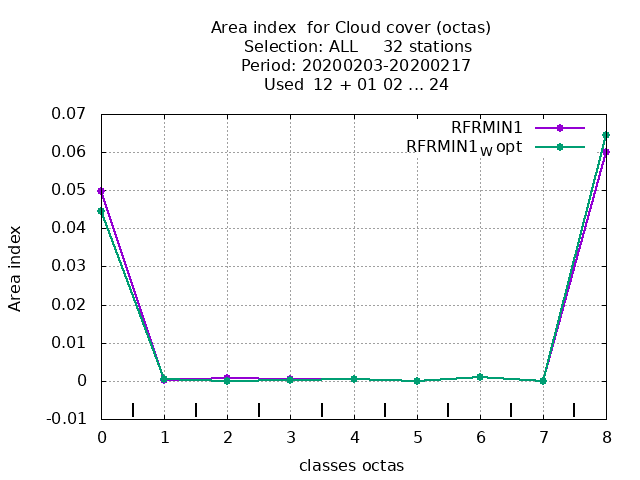 Area index  for Cloud cover (octas)
Selection: ALL     32 stations
Period: 20200203-20200217
Used  12 + 01 02 ... 24
0.07
0.06
0.05
0.04
0.03
0.02
0.01
0
-0.01
Area index
RFRMIN1
RFRMIN1W opt
0 1 2 3 4 5 6 7 8
classes octas